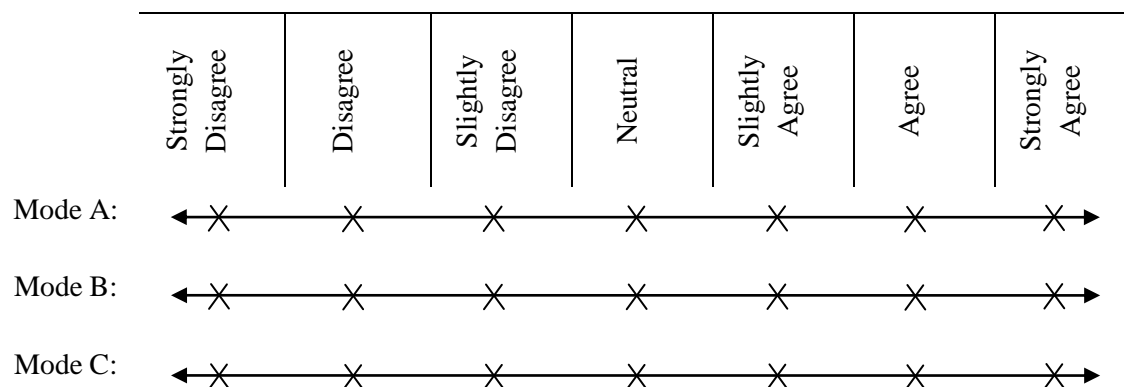 Strongly
Disagree
Disagree
Slightly
Disagree
Neutral
Slightly
Agree
Agree
Strongly
Agree
Mode A:
Mode B:
Mode C: